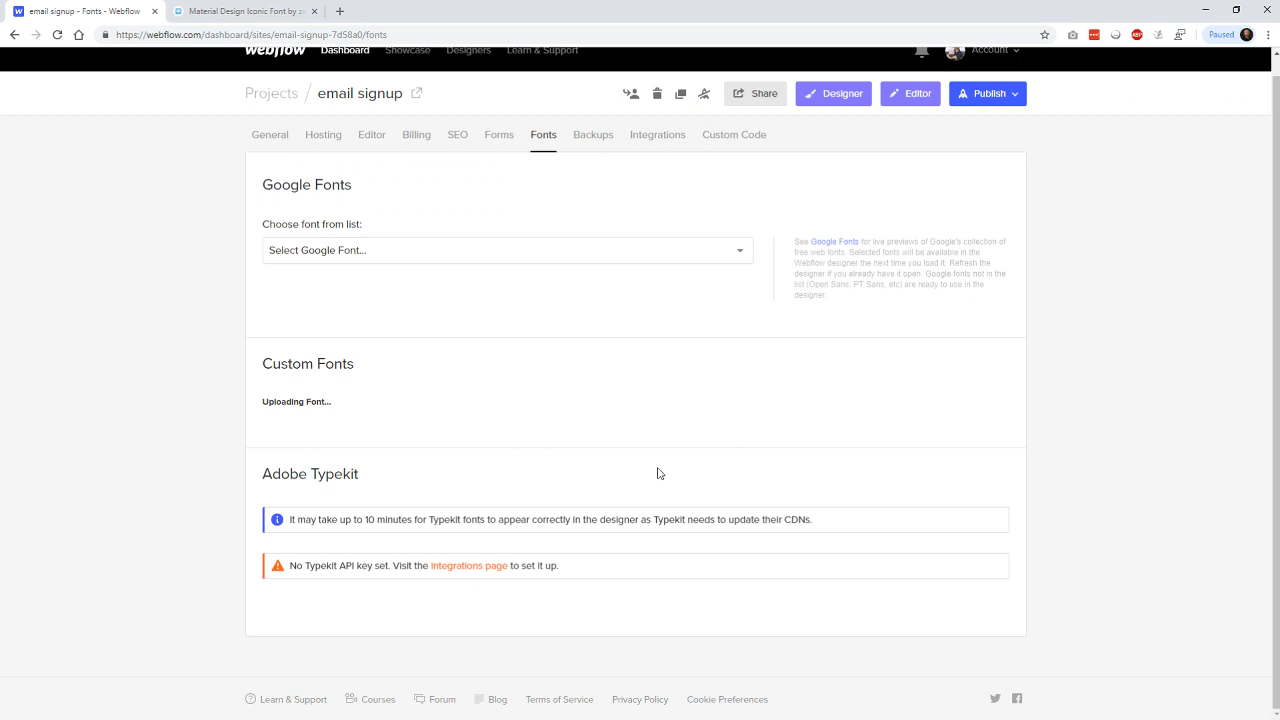 email signup - Fonts - Webflow
Material Design Iconic Font by
https://webflow.com/dashboard/sites/email-signup-7d58a0/fonts
Paused
webflow Dashboard Showcase Designers Learn & Support Account
Projects / email signup
Share Designer Editor Publish
General Hosting Editor Billing SEO Forms Fonts Backups Integrations Custom Code
Google Fonts
Choose font from list:
Select Google Font...
See Google Fonts for live previews of Google's collection of
free web fonts. Selected fonts will be available in the
Webflow designer the next time you load it. Refresh the
designer if you already have it open. Google fonts not in the
list (Open Sans, PT Sans, etc) are ready to use in the
designer.
Custom Fonts
Uploading Font...
Adobe Typekit
It may take up to 10 minutes for Typekit fonts to appear correctly in the designer as Typekit needs to update their CDNs.
No Typekit API key set. Visit the integrations page to set it up.
Learn & Support Courses Forum Blog Terms of Service Privacy Policy Cookie Preferences